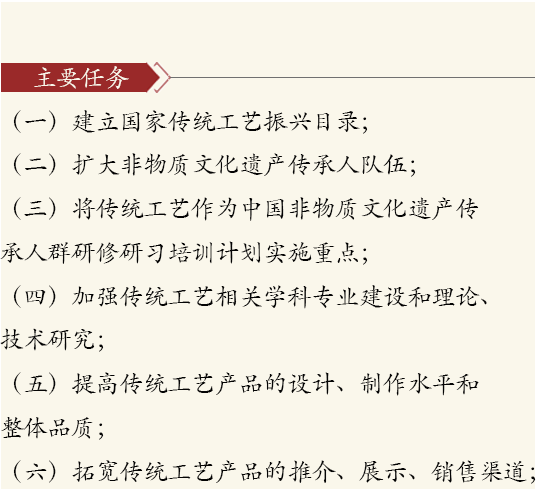 主要任务
（一）建立国家传统工艺振兴目录；
（二）扩大非物质文化遗产传承人队伍；
（三）将传统工艺作为中国非物质文化遗产传
承人群研修研习培训计划实施重点；
（四）加强传统工艺相关学科专业建设和理论、
技术研究；
（五）提高传统工艺产品的设计、制作水平和
整体品质；
（六）拓宽传统工艺产品的推介、展示、销售渠道；